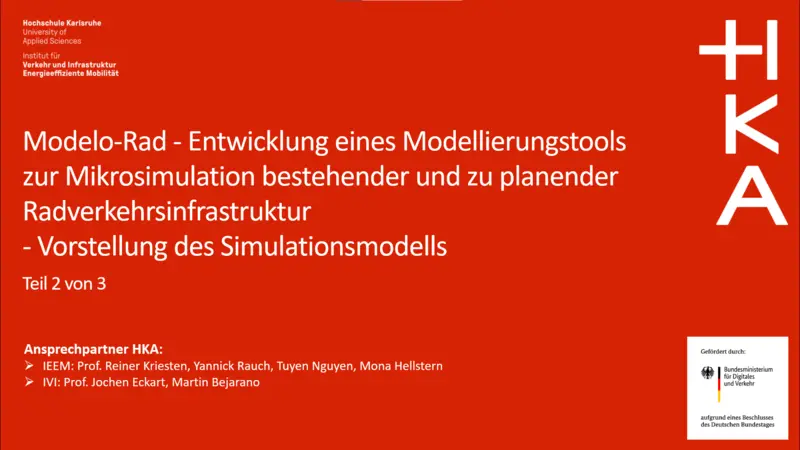 Hochschule Karlsruhe
University of
Applied Sciences
Institut für
Verkehr und Infrastruktur
Energieeffiziente Mobilität
HKA
Modelo-Rad - Entwicklung eines Modellierungstools
zur Mikrosimulation bestehender und zu planender
Radverkehrsinfrastruktur
- Vorstellung des Simulationsmodells
Teil 2 von 3
Ansprechpartner HKA:
➢ IEEM: Prof. Reiner Kriesten, Yannick Rauch, Tuyen Nguyen, Mona Hellstern
➢ IVI: Prof. Jochen Eckart, Martin Bejarano
Gefördert durch:
Bundesministerium
für Digitales
und Verkehr
aufgrund eines Beschlusses
des Deutschen Bundestages